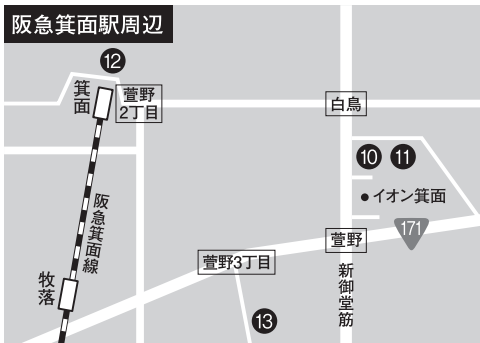 阪急箕面駅周辺
12
箕面
萱野
2丁目
白鳥
10
11
イオン箕面
阪急箕面線
171
萱野
萱野3丁目
牧落
新御堂筋
13